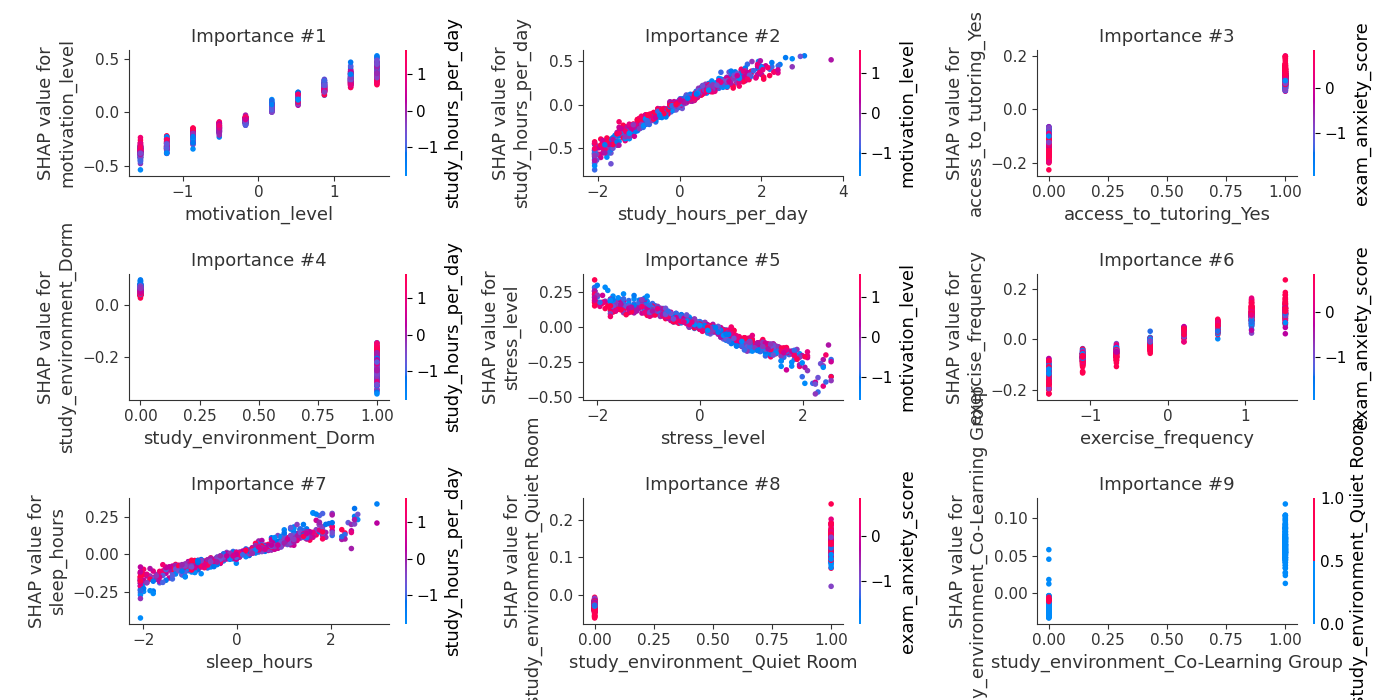 Importance #1
SHAP value for
motivation_level
0.5
0.0
−0.5
−1
0
1
motivation_level
1
0
−1
study_hours_per_day
Importance #2
SHAP value for
study_hours_per_day
0.5
0.0
−0.5
−2
0
2
4
study_hours_per_day
1
0
−1
motivation_level
Importance #3
SHAP value for
access_to_tutoring_Yes
0.2
0.0
−0.2
0.00
0.25
0.50
0.75
1.00
access_to_tutoring_Yes
0
−1
exam_anxiety_score
Importance #4
SHAP value for
study_environment_Dorm
0.0
−0.2
0.00
0.25
0.50
0.75
1.00
study_environment_Dorm
1
0
−1
study_hours_per_day
Importance #5
SHAP value for
stress_level
0.25
0.00
−0.25
−0.50
−2
0
2
stress_level
1
0
−1
motivation_level
Importance #6
SHAP value for
exercise_frequency
0.2
0.0
−0.2
−1
0
1
exercise_frequency
0
−1
exam_anxiety_score
Importance #7
SHAP value for
sleep_hours
0.25
0.00
−0.25
−2
0
2
sleep_hours
1
0
−1
study_hours_per_day
Importance #8
SHAP value for
study_environment_Quiet Room
0.2
0.1
0.0
0.00
0.25
0.50
0.75
1.00
study_environment_Quiet Room
0
−1
exam_anxiety_score
Importance #9
SHAP value for
y_environment_Co-Learning Group
0.10
0.05
0.00
0.00
0.25
0.50
0.75
1.00
study_environment_Co-Learning Group
1.0
0.5
0.0
study_environment_Quiet Room